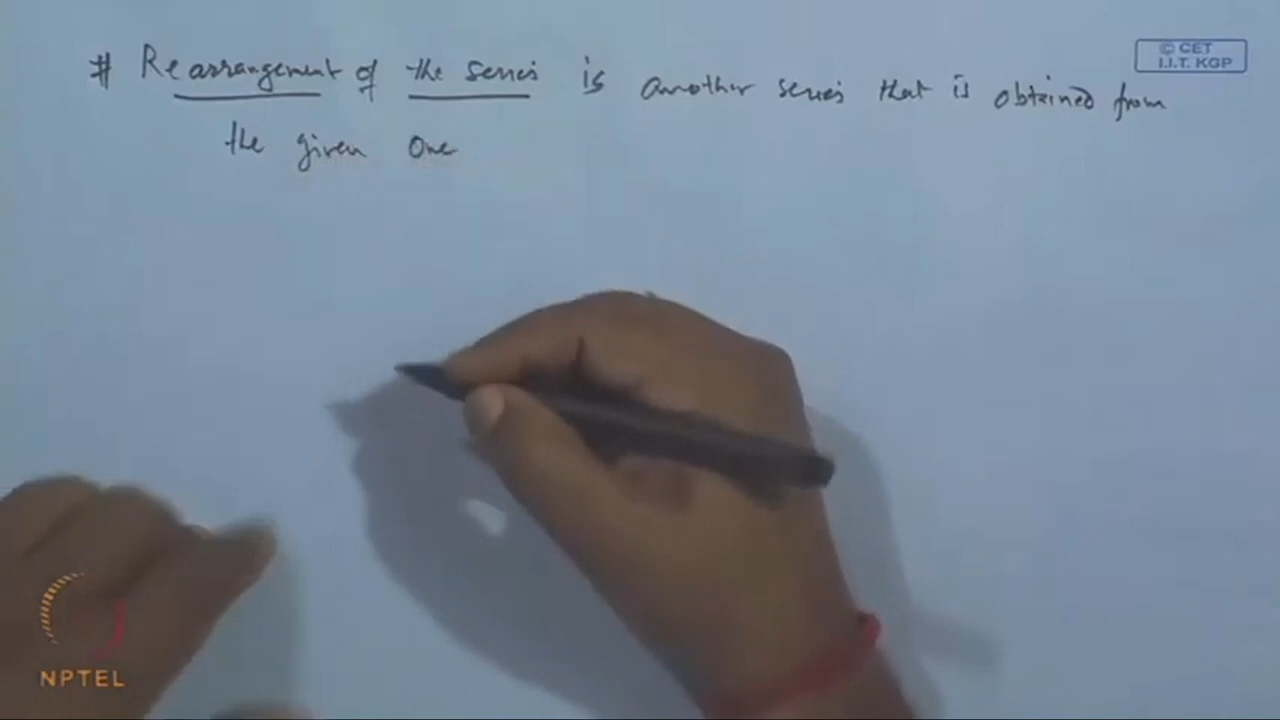 # Rearrangement of the series is another series that is obtained from
the given one
© CET
I.I.T. KGP
NPTEL